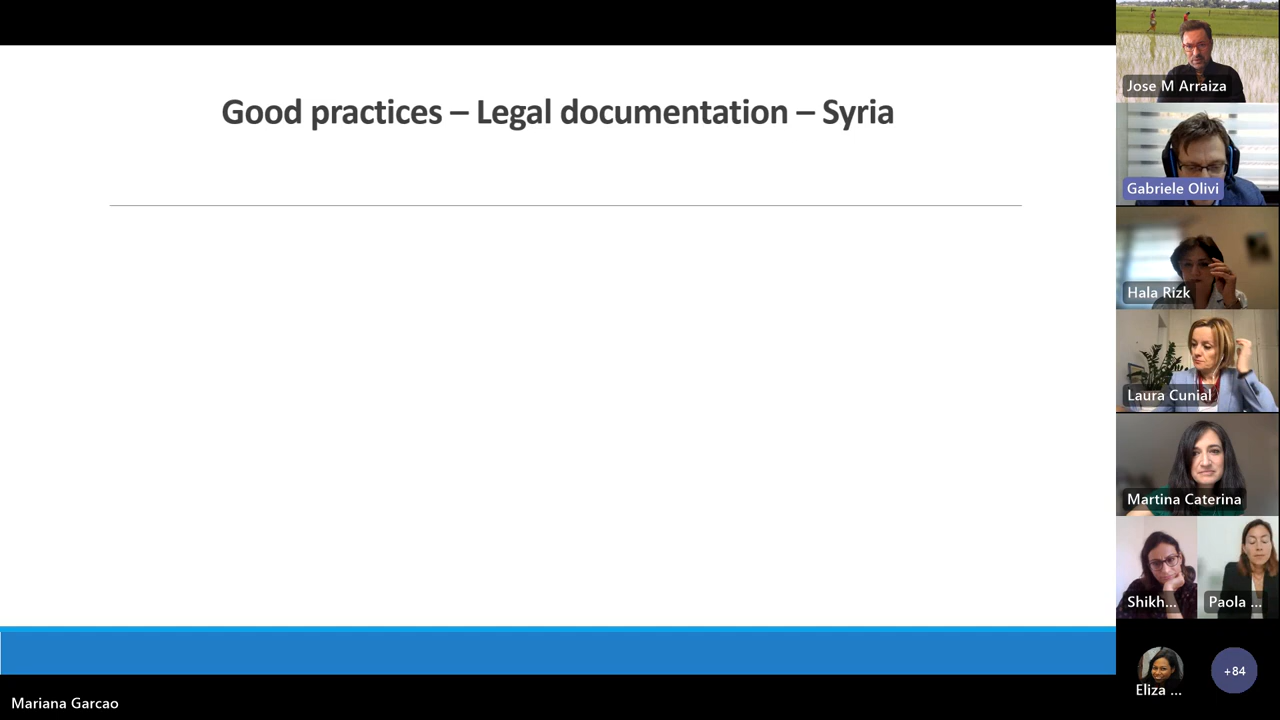 Good practices – Legal documentation – Syria
Jose M Arraiza
Gabriele Olivi
Hala Rizk
Laura Cunial
Martina Caterina
Shikh...
Paola ...
Eliza ...
+84
Mariana Garcao